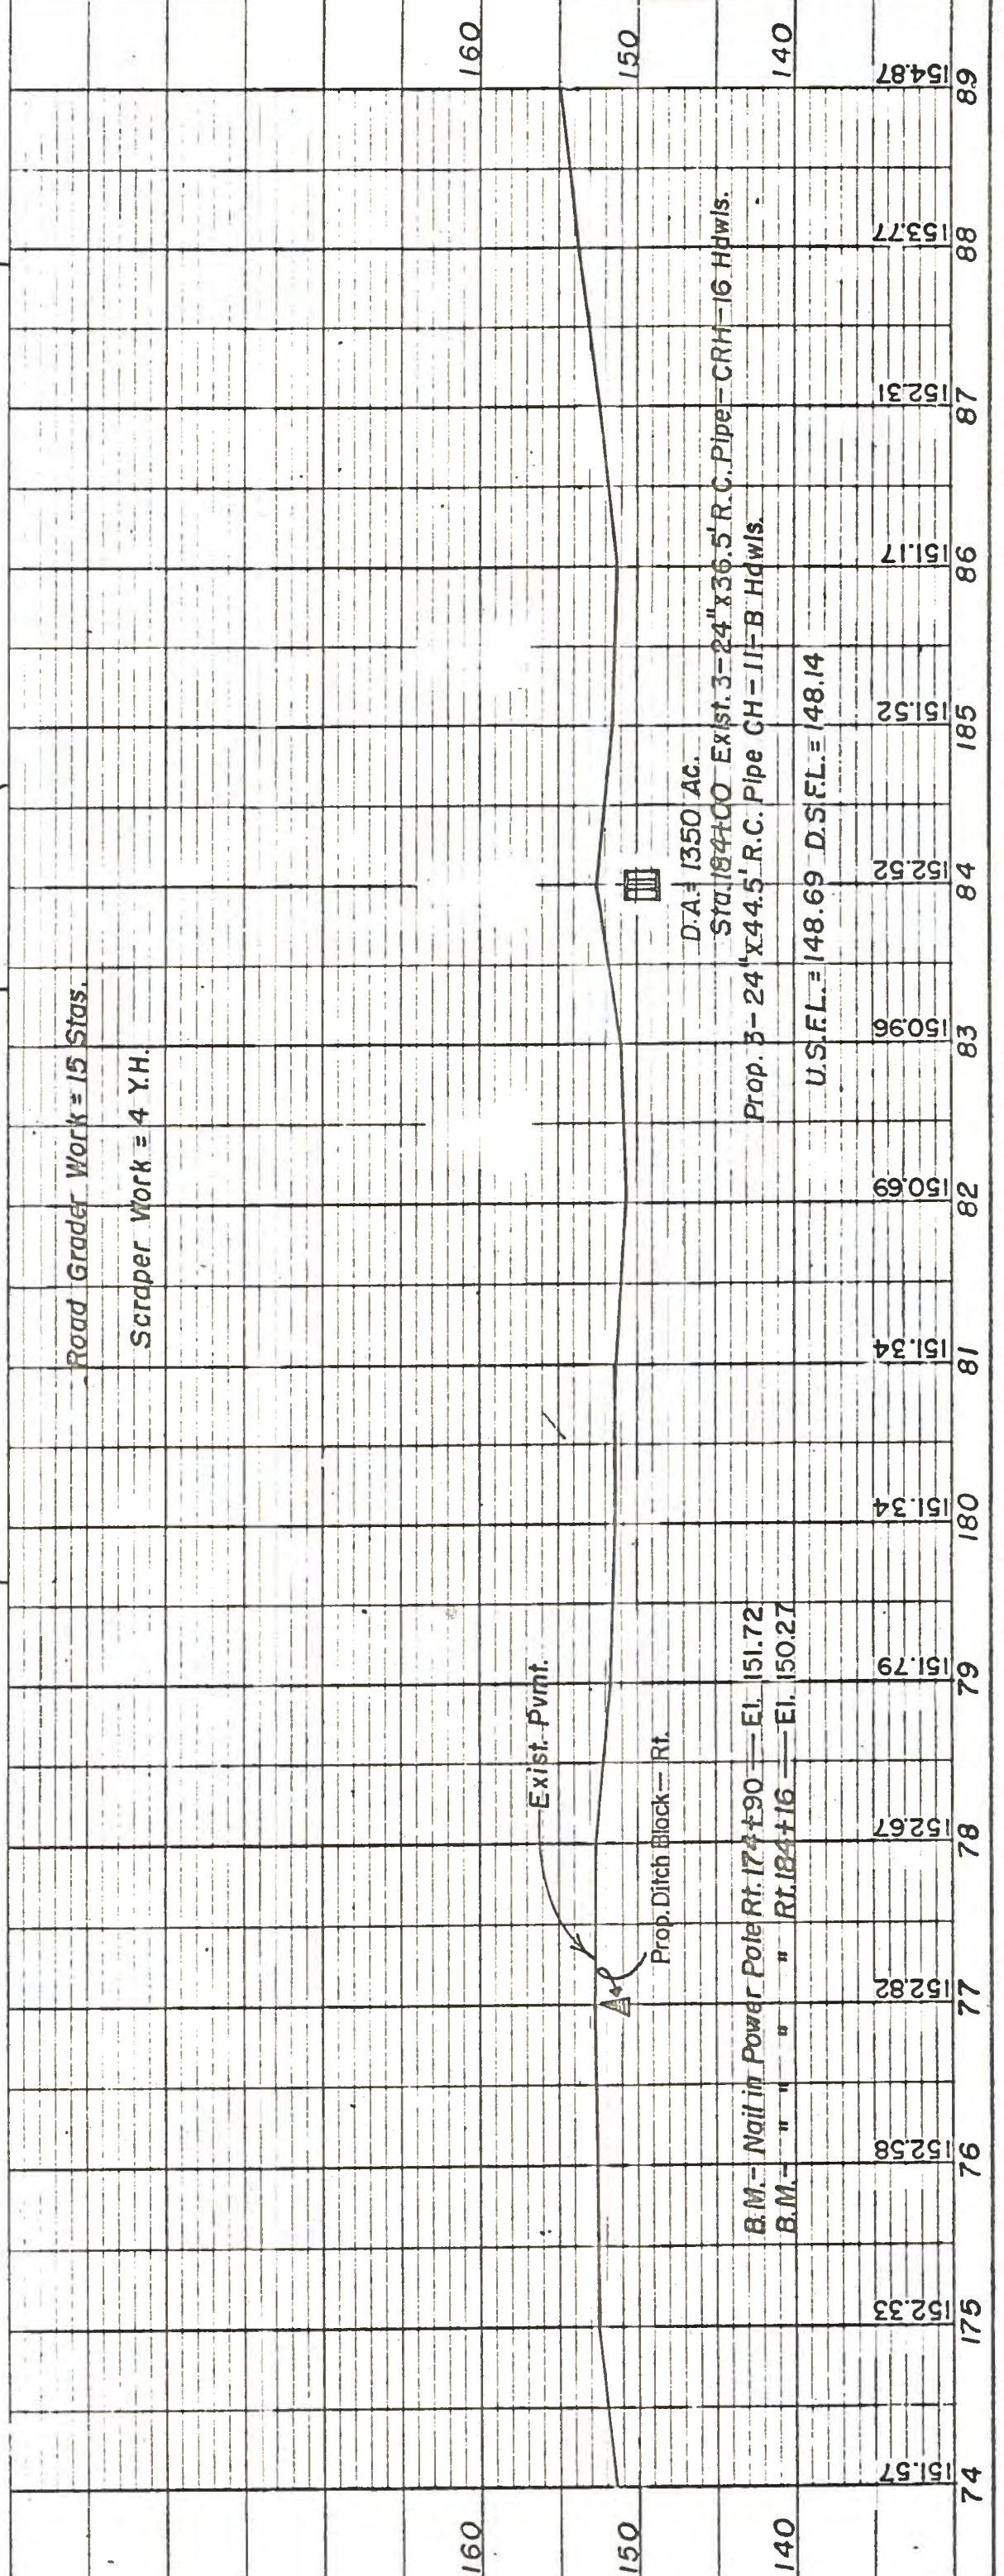 Road Grader Work = 15 Stas.
Scraper Work = 4 Y.H.
160
160
Exist. Pvmt.
150
150
Prop. Ditch Block — Rt.
D.A. = 1350 Ac.
Sta. 184+00 Exist. 3-24"x36.5' R.C. Pipe - CRH-16 Hdwls.
B.M. - Nail in Power Pole Rt. 174+90 — El. 151.72
Prop. 3-24"x44.5' R.C. Pipe CH-11-B Hdwls.
B.M. - " " " " Rt. 184+16 — El. 150.27
140
140
U.S.F.L. = 148.69 D.S.F.L. = 148.14
151.57 152.33 152.58 152.82 152.67 151.79 151.34 151.34 150.69 150.96 152.52 151.52 151.17 152.31 153.77 154.87
74 175 76 77 78 79 180 81 82 83 84 185 86 87 88 89